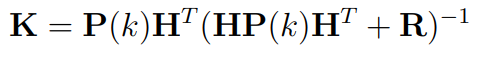 K = P(k)H^T(HP(k)H^T + R)^{-1}